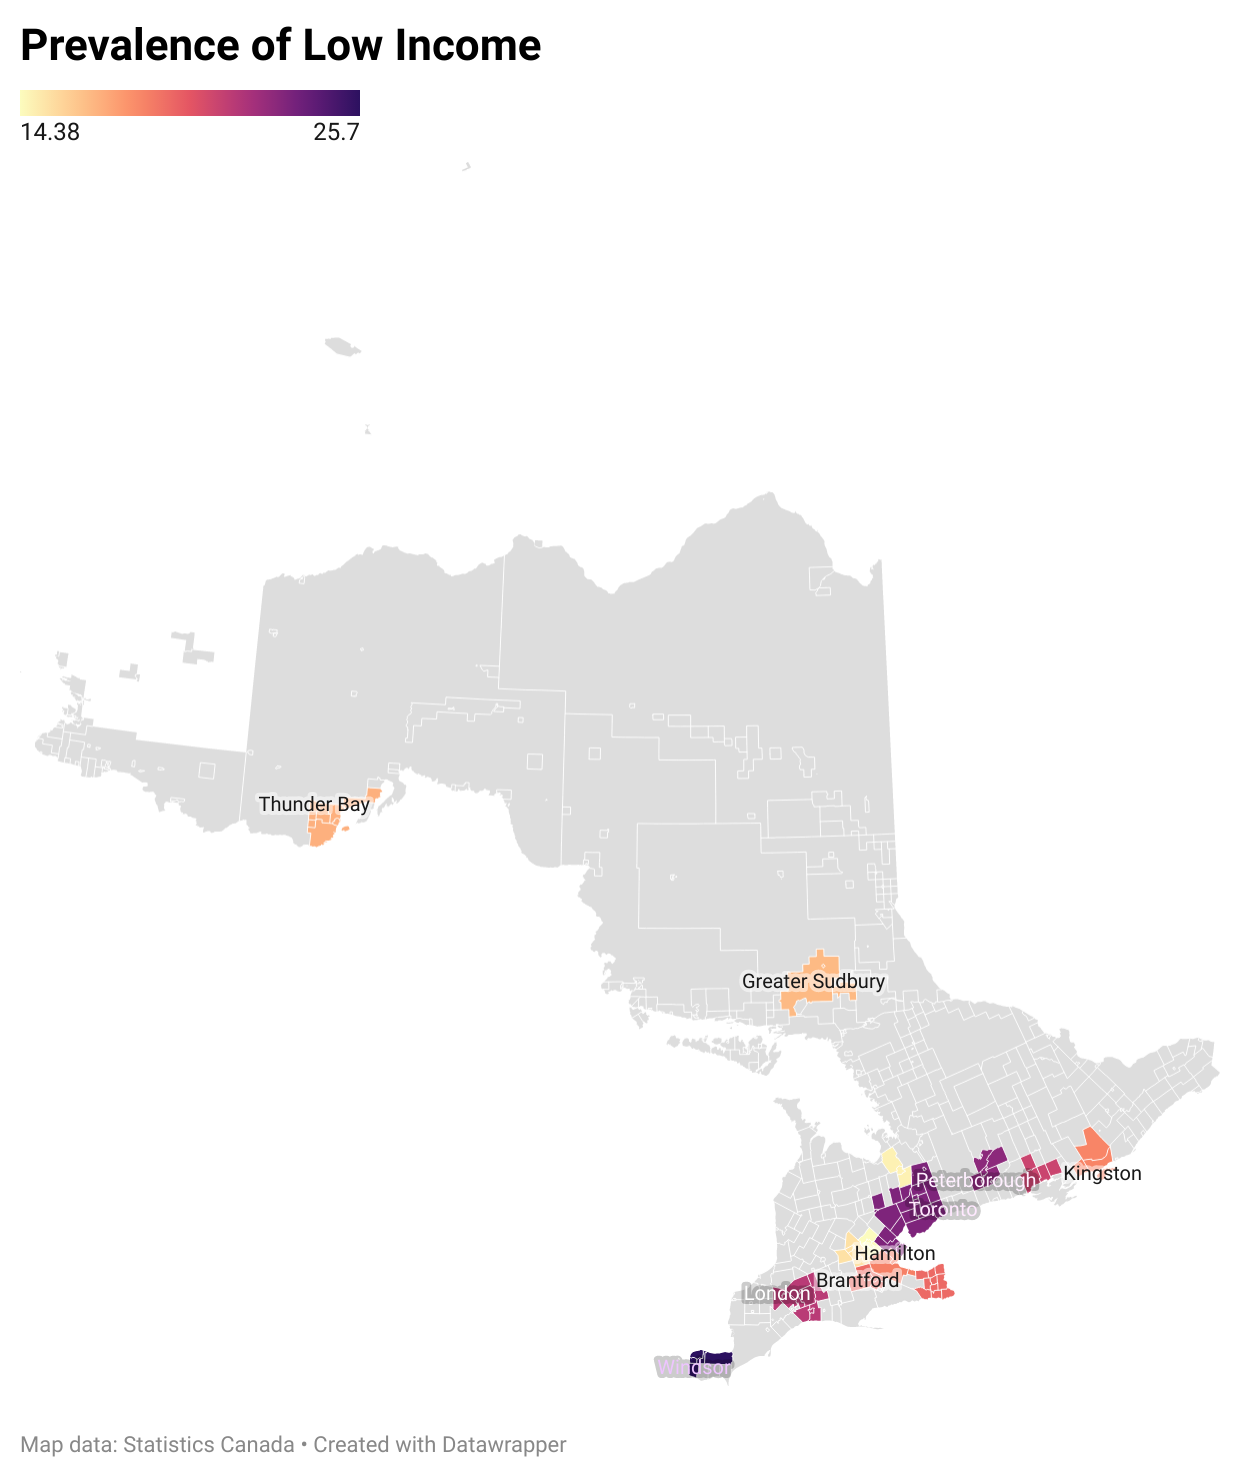 Prevalence of Low Income
14.38 25.7
Thunder Bay
Greater Sudbury
Kingston
Peterborough
Toronto
Hamilton
Brantford
London
Windsor
Map data: Statistics Canada • Created with Datawrapper